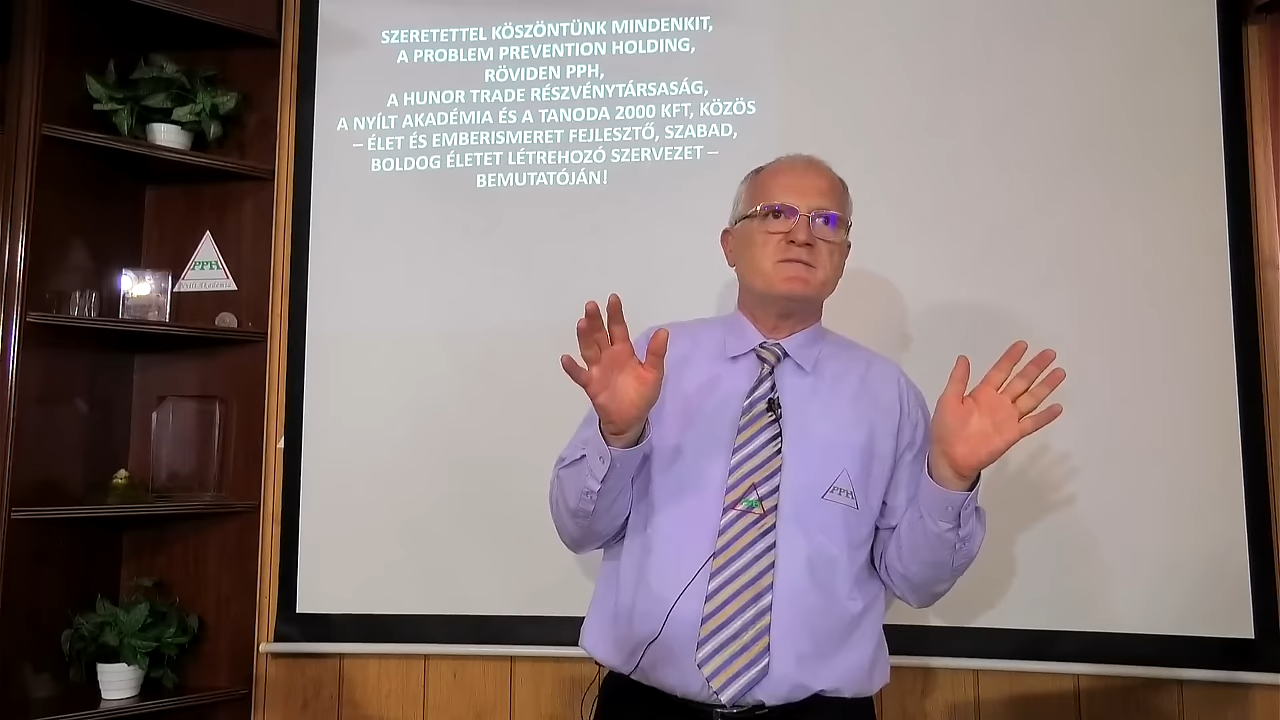 SZERETETTEL KÖSZÖNTÜNK MINDENKIT,
A PROBLEM PREVENTION HOLDING,
RÖVIDEN PPH,
A HUNOR TRADE RÉSZVÉNYTÁRSASÁG,
A NYÍLT AKADÉMIA ÉS A TANODA 2000 KFT, KÖZÖS
– ÉLET ÉS EMBERISMERET FEJLESZTŐ, SZABAD,
BOLDOG ÉLETET LÉTREHOZÓ SZERVEZET –
BEMUTATÓJÁN!
PPH
Nyílt Akadémia
PPH